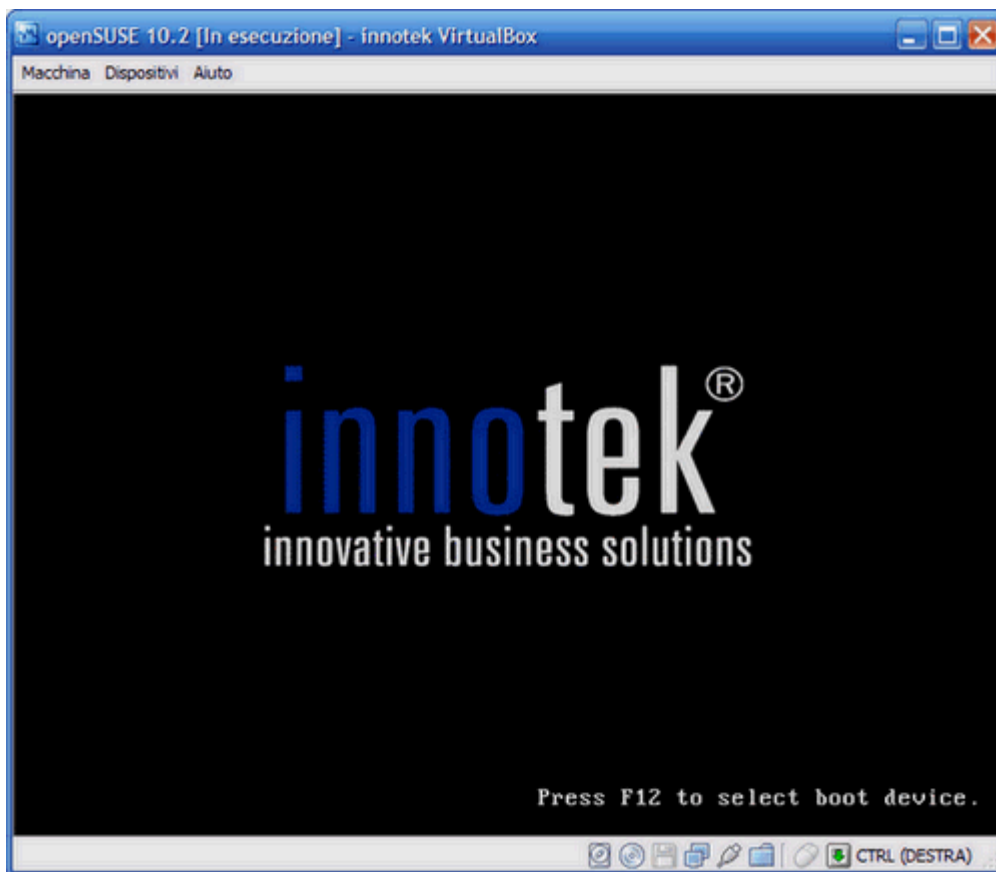 openSUSE 10.2 [In esecuzione] - innotek VirtualBox
Macchina Dispositivi Aiuto
innotek®
innovative business solutions
Press F12 to select boot device.
CTRL (DESTRA)